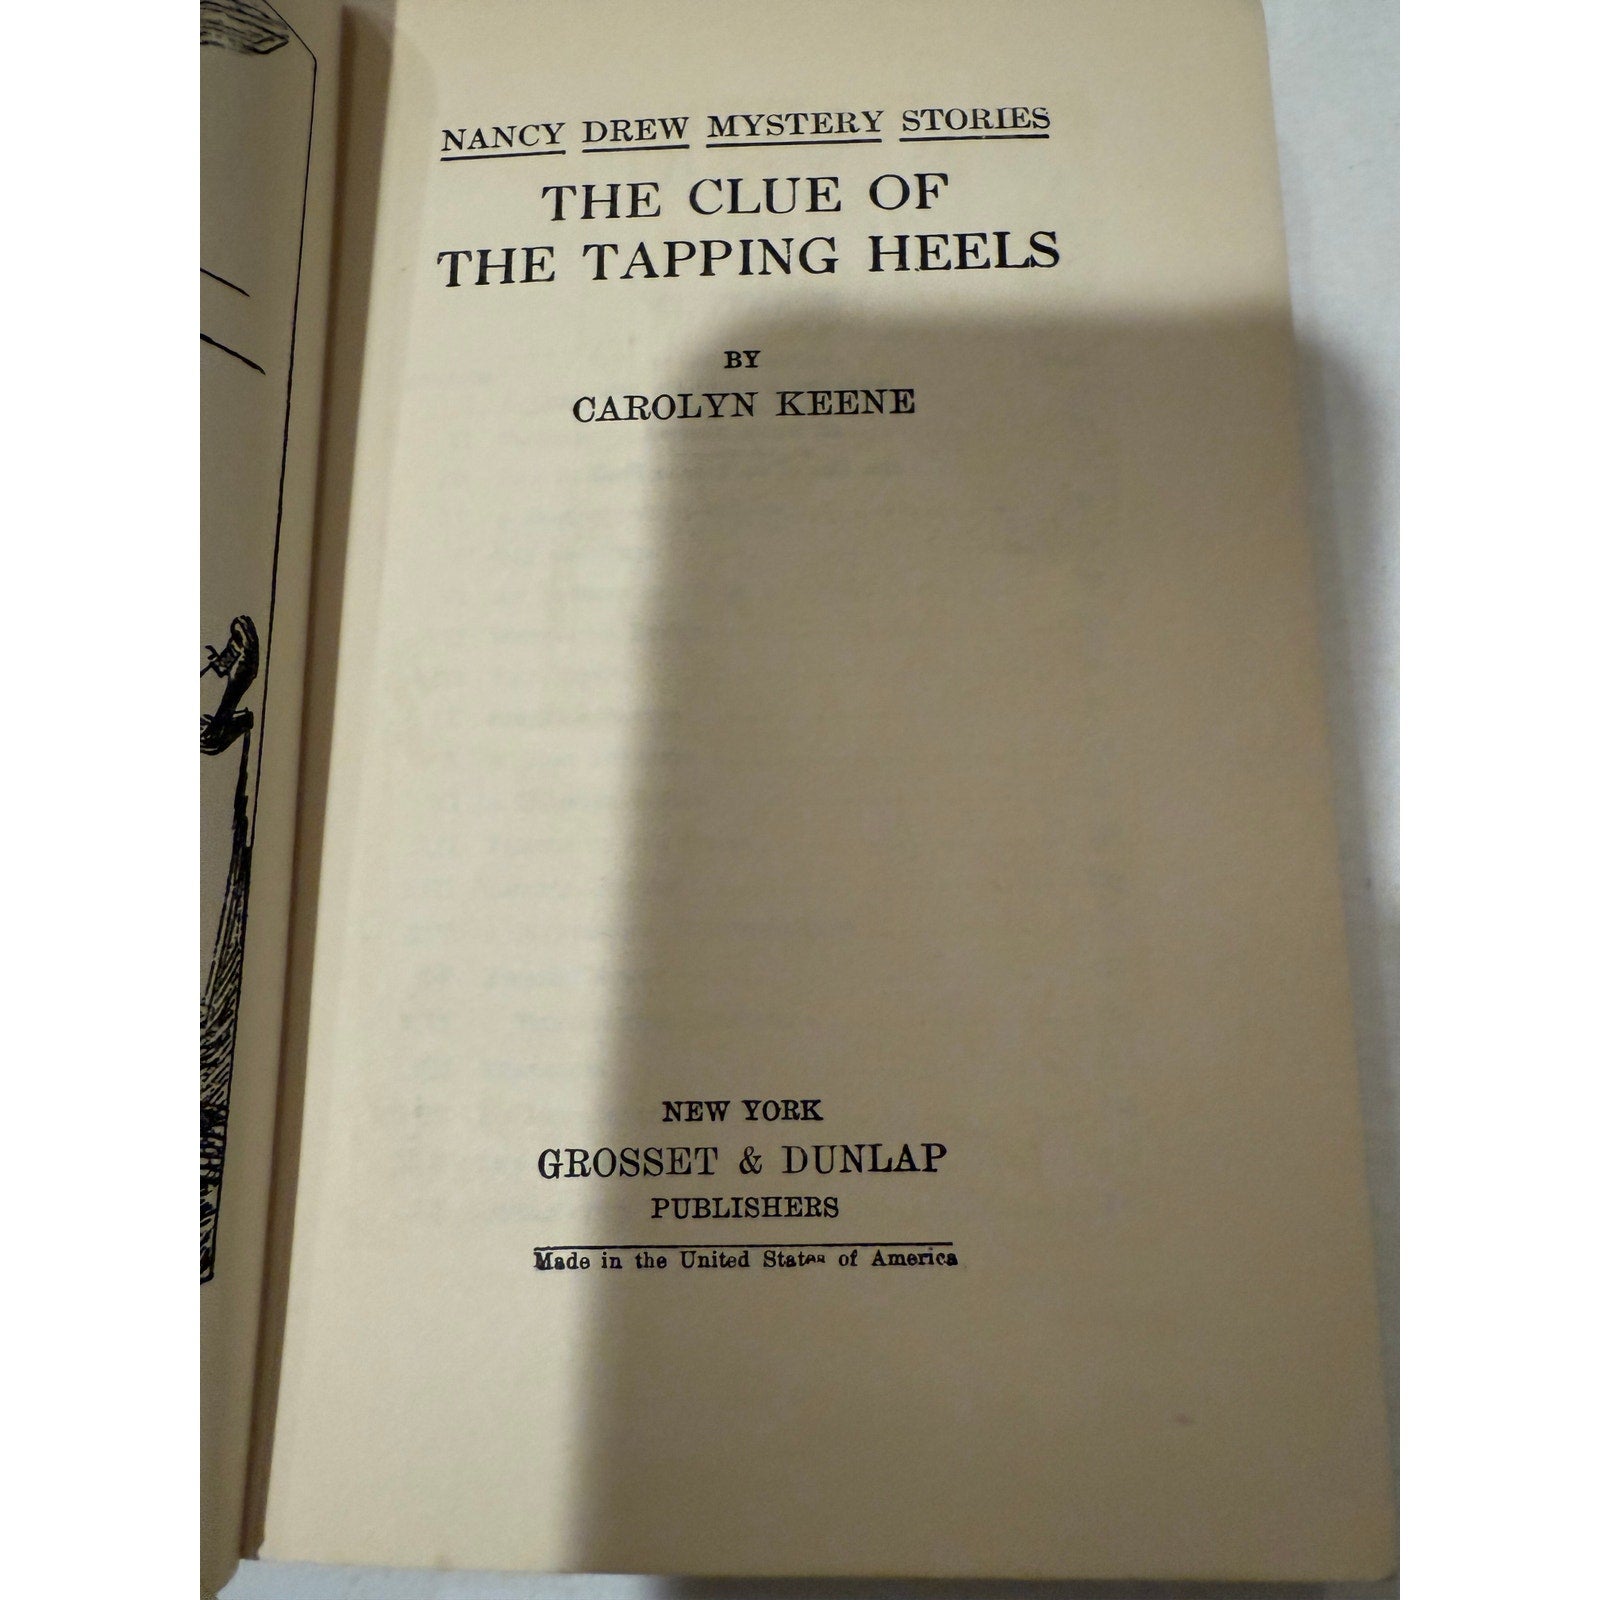 NANCY DREW MYSTERY STORIES
THE CLUE OF
THE TAPPING HEELS
BY
CAROLYN KEENE
NEW YORK
GROSSET & DUNLAP
PUBLISHERS
Made in the United States of America